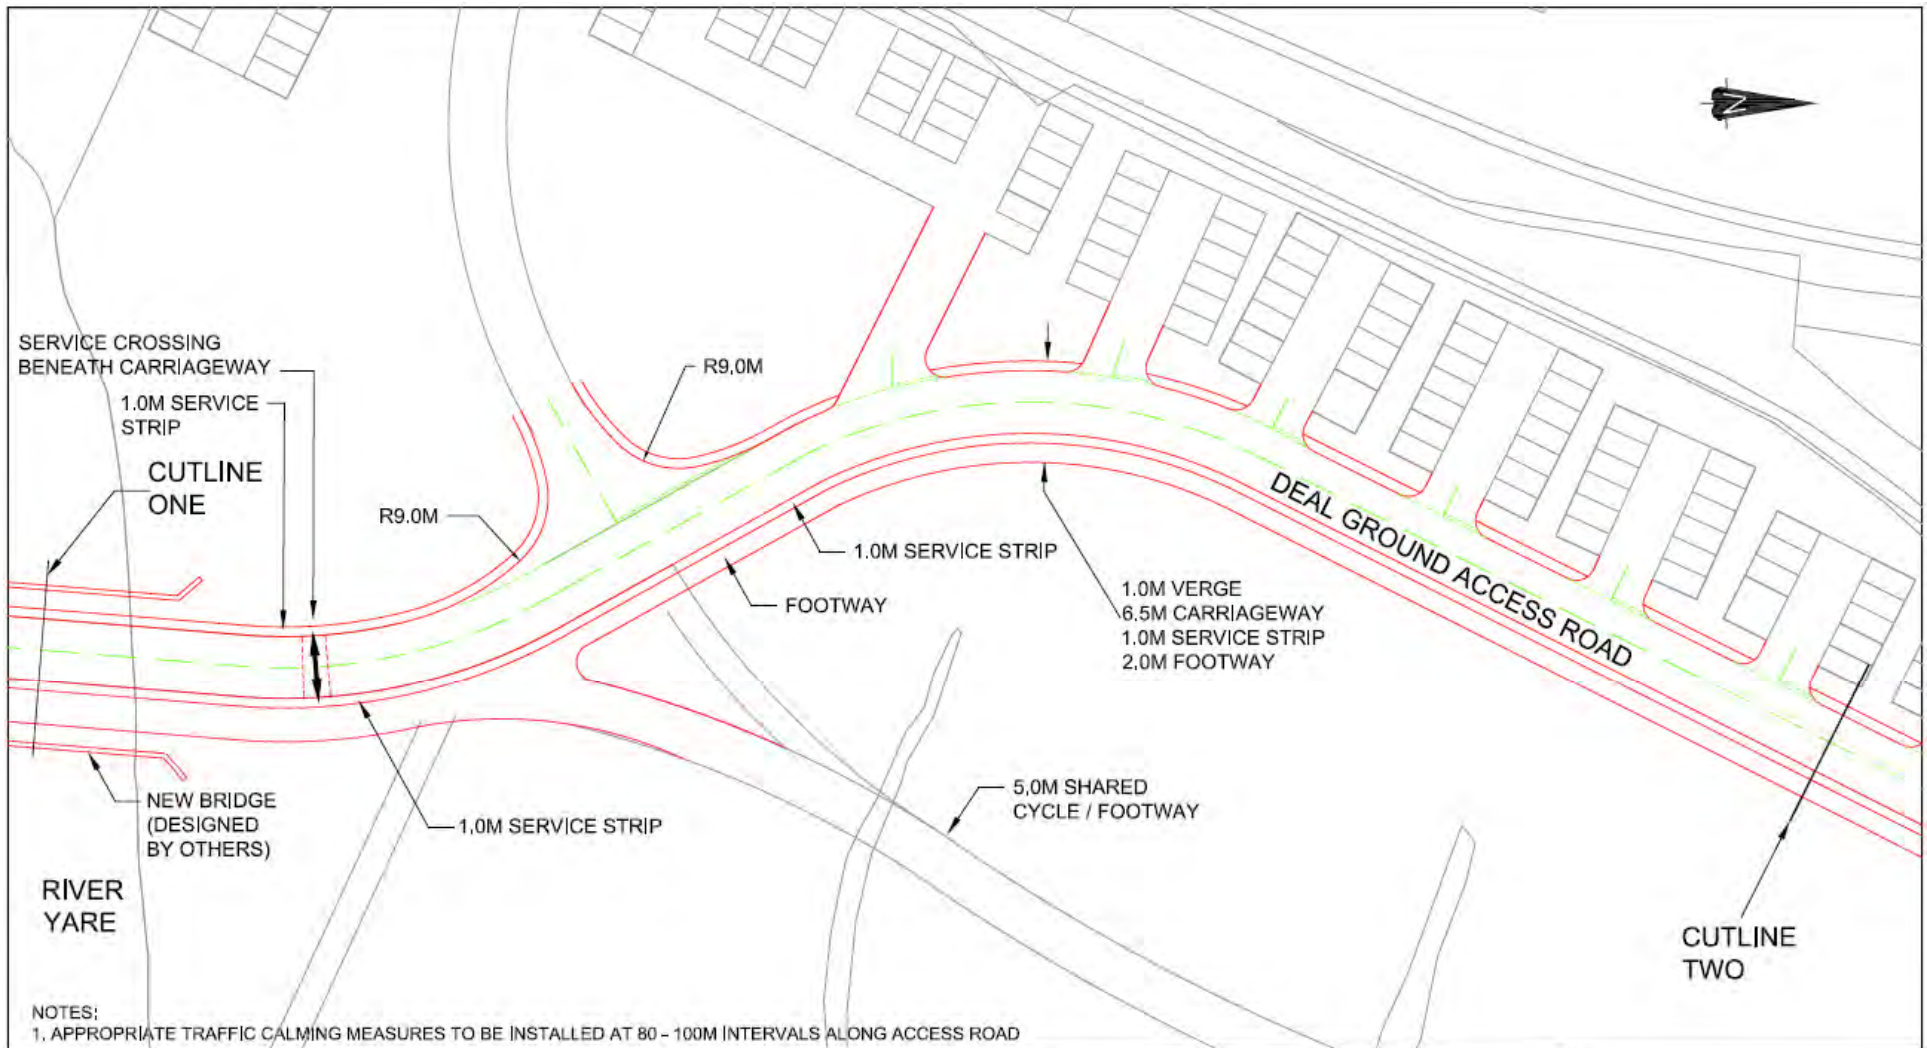 N
SERVICE CROSSING
BENEATH CARRIAGEWAY
1.0M SERVICE
STRIP
CUTLINE
ONE
R9.0M
R9.0M
1.0M SERVICE STRIP
FOOTWAY
1.0M VERGE
6.5M CARRIAGEWAY
1.0M SERVICE STRIP
2.0M FOOTWAY
DEAL GROUND ACCESS ROAD
NEW BRIDGE
(DESIGNED
BY OTHERS)
1.0M SERVICE STRIP
5.0M SHARED
CYCLE / FOOTWAY
RIVER
YARE
CUTLINE
TWO
NOTES:
1. APPROPRIATE TRAFFIC CALMING MEASURES TO BE INSTALLED AT 80 - 100M INTERVALS ALONG ACCESS ROAD